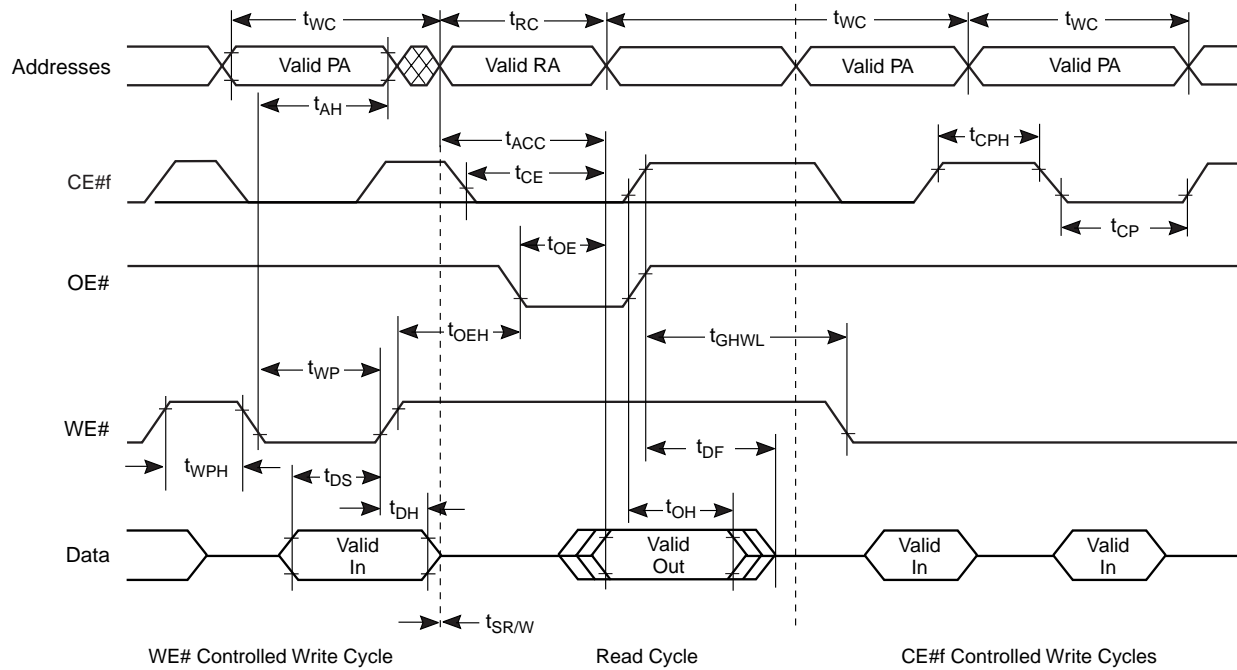 tWC
tRC
tWC
tWC
Addresses
Valid PA
Valid RA
Valid PA
Valid PA
tAH
tACC
tCPH
CE#f
tCE
tCP
tOE
OE#
tOEH
tGHWL
tWP
WE#
tWPH
tDS
tDF
tDH
tOH
Data
Valid
In
Valid
Out
Valid
In
Valid
In
tSR/W
WE# Controlled Write Cycle
Read Cycle
CE#f Controlled Write Cycles